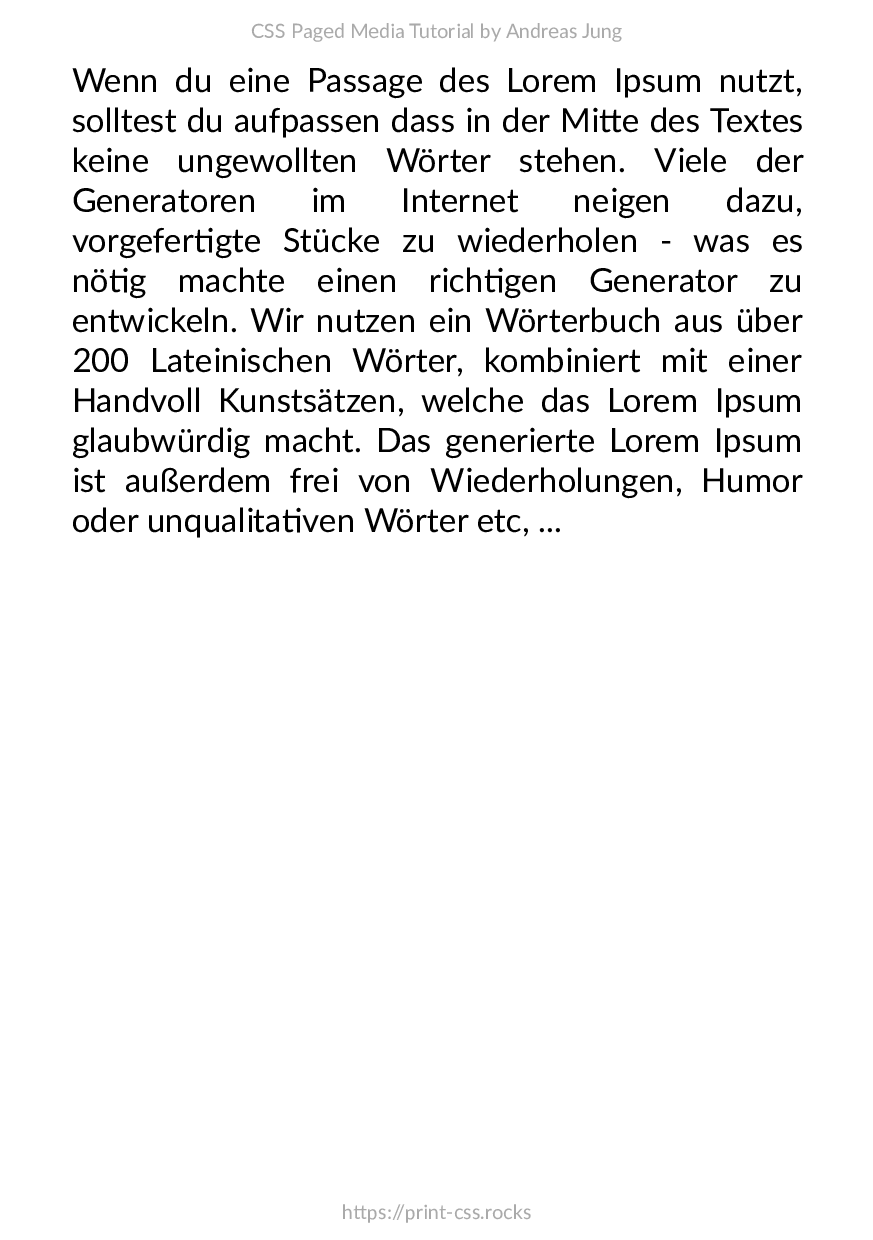 CSS Paged Media Tutorial by Andreas Jung
Wenn du eine Passage des Lorem Ipsum nutzt,
solltest du aufpassen dass in der Mitte des Textes
keine ungewollten Wörter stehen. Viele der
Generatoren im Internet neigen dazu,
vorgefertigte Stücke zu wiederholen - was es
nötig machte einen richtigen Generator zu
entwickeln. Wir nutzen ein Wörterbuch aus über
200 Lateinischen Wörter, kombiniert mit einer
Handvoll Kunstsätzen, welche das Lorem Ipsum
glaubwürdig macht. Das generierte Lorem Ipsum
ist außerdem frei von Wiederholungen, Humor
oder unqualitativen Wörter etc, ...
https://print-css.rocks